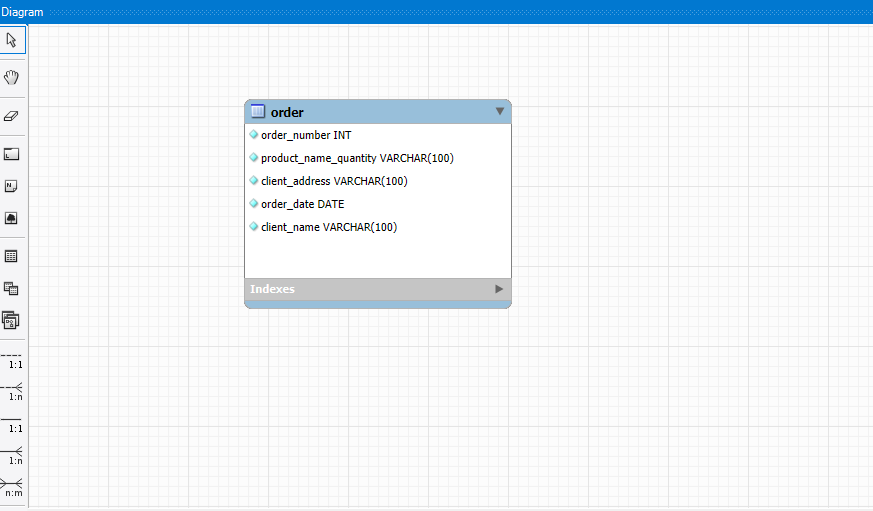 Diagram
order
order_number INT
product_name_quantity VARCHAR(100)
client_address VARCHAR(100)
order_date DATE
client_name VARCHAR(100)
Indexes
L
N
1:1
1:n
1:1
1:n
n:m